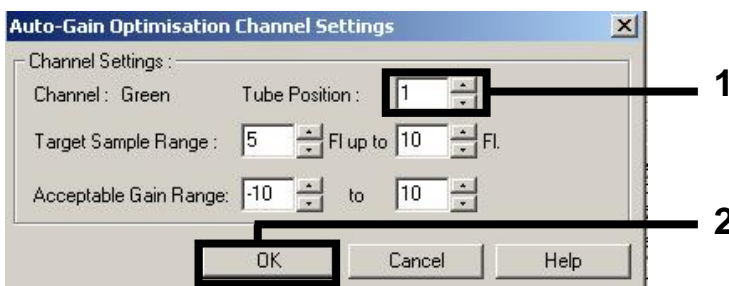 Auto-Gain Optimisation Channel Settings
Channel Settings :
Channel : Green Tube Position : 1
1
Target Sample Range : 5 Fl up to 10 Fl.
Acceptable Gain Range: -10 to 10
2
OK Cancel Help